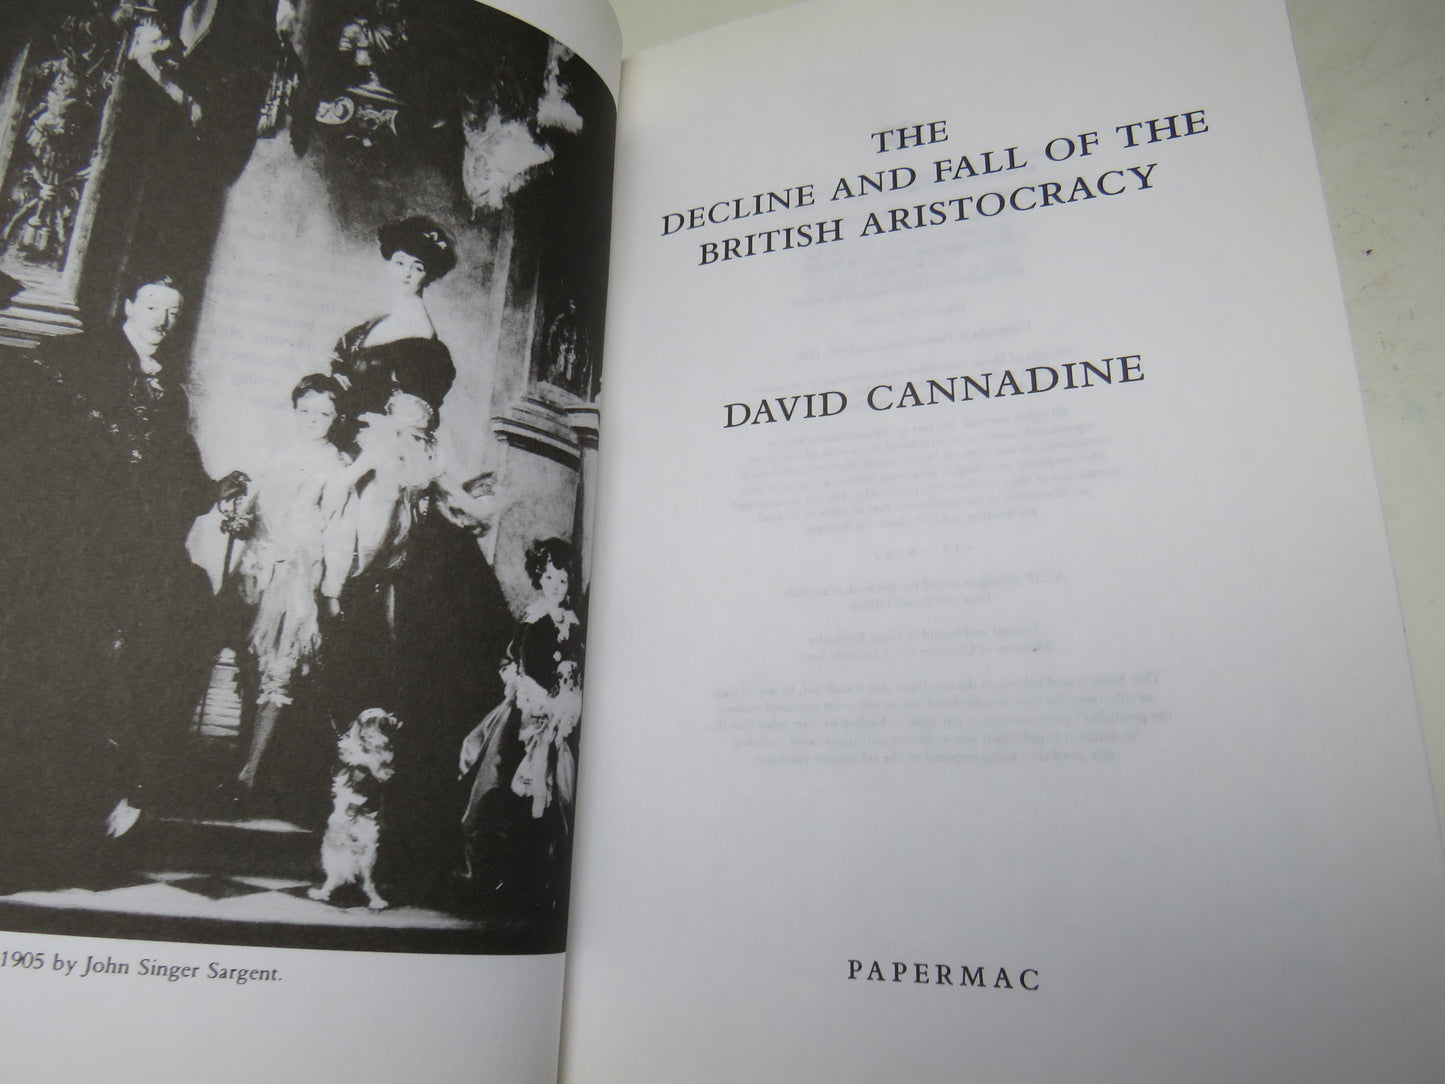 1905 by John Singer Sargent.
THE
DECLINE AND FALL OF THE
BRITISH ARISTOCRACY
DAVID CANNADINE
PAPERMAC